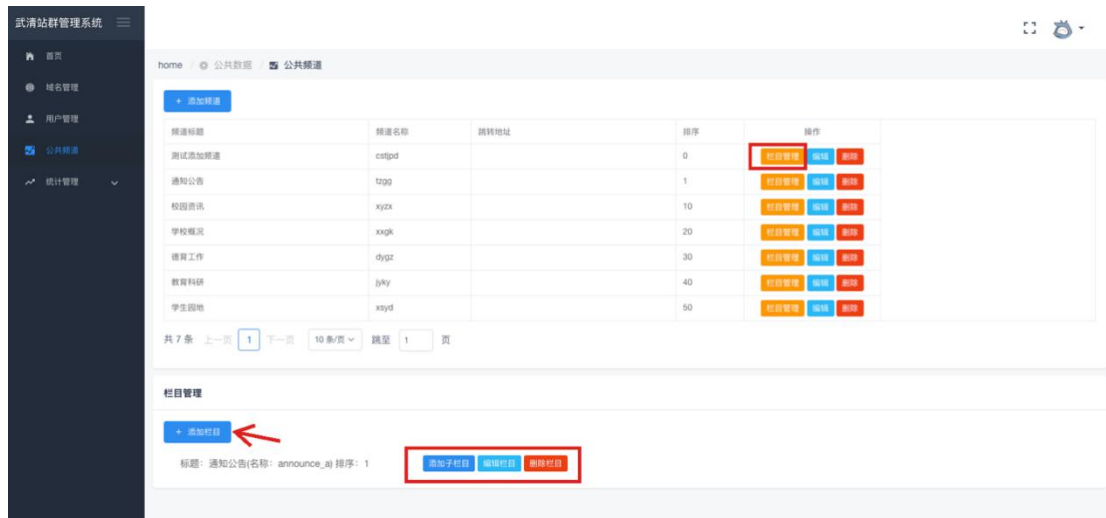 武清站群管理系统
首页
域名管理
用户管理
公共频道
统计管理
home / 公共数据 / 公共频道
+ 添加频道
频道标题 频道名称 跳转地址 排序 操作
测试添加频道 cstjpd 0 栏目管理 编辑 删除
通知公告 tzgg 1 栏目管理 编辑 删除
校园资讯 xyzx 10 栏目管理 编辑 删除
学校概况 xxgk 20 栏目管理 编辑 删除
德育工作 dygz 30 栏目管理 编辑 删除
教育科研 jyky 40 栏目管理 编辑 删除
学生园地 xsyd 50 栏目管理 编辑 删除
共 7 条 上一页 1 下一页 10 条/页 跳至 1 页
栏目管理
+ 添加栏目
标题：通知公告(名称：announce_a) 排序：1 添加子栏目 编辑栏目 删除栏目